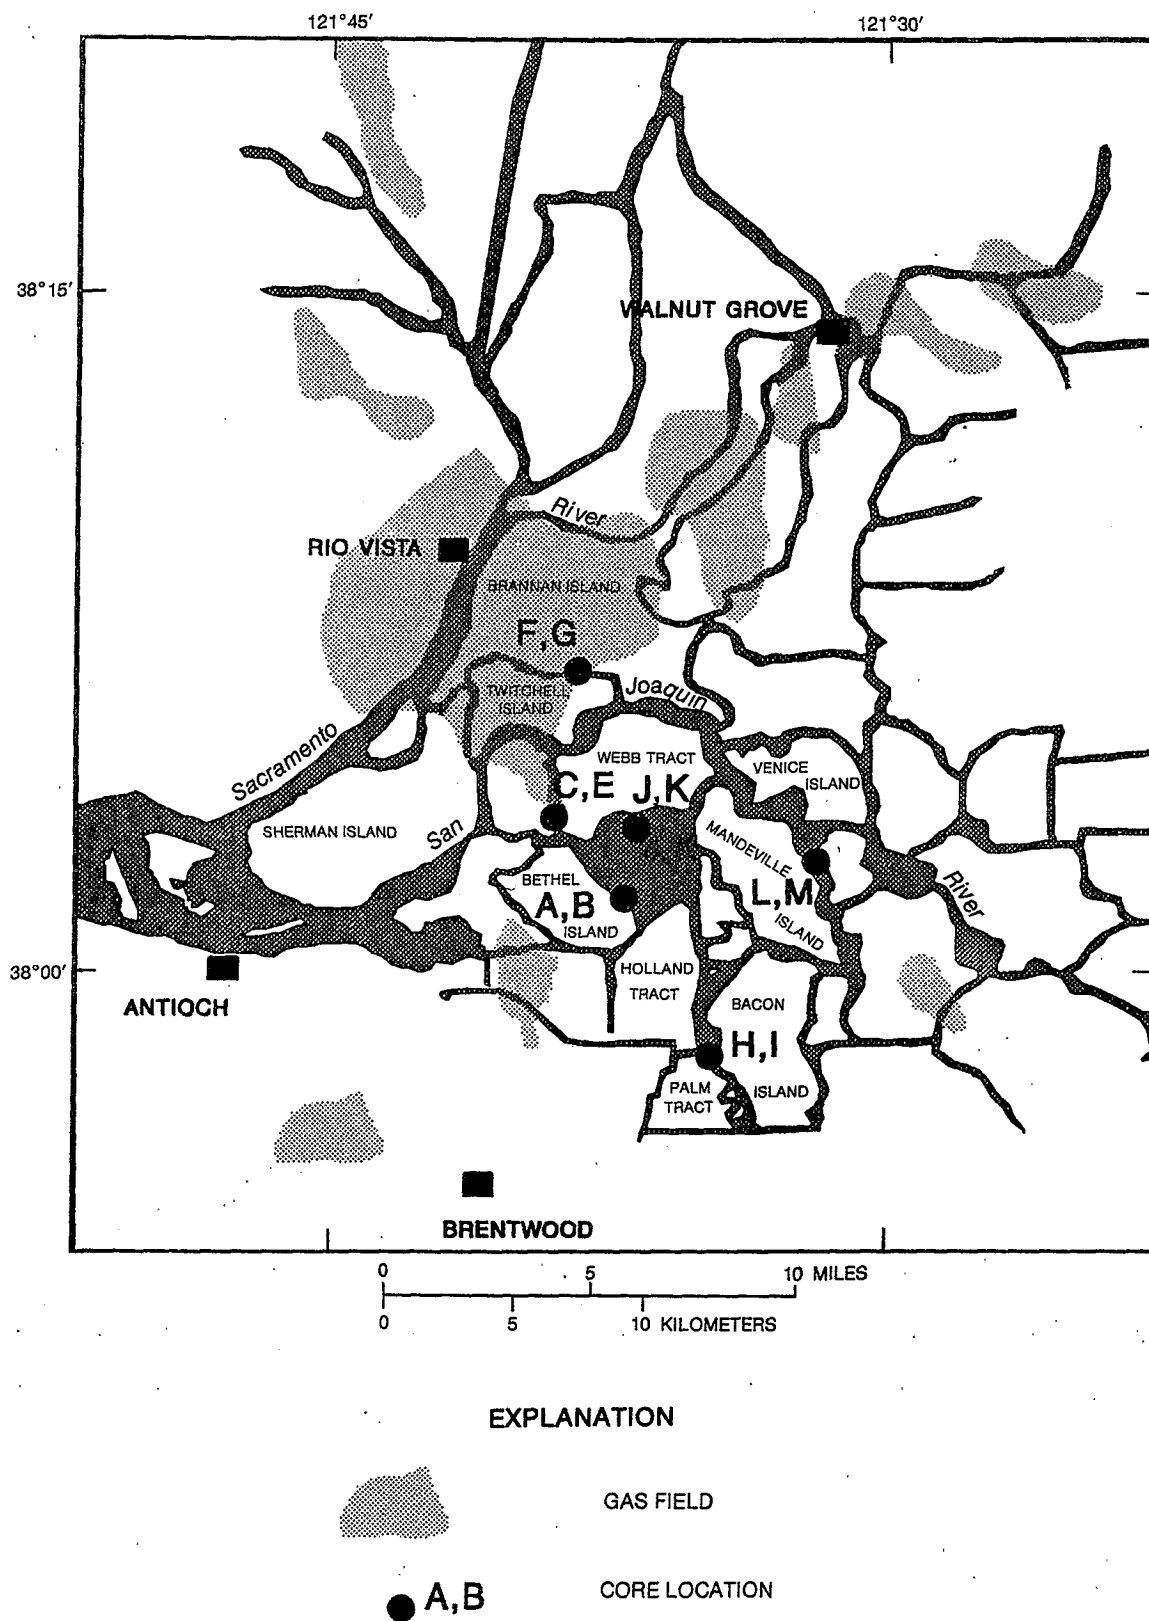 121°45′
121°30′
38°15′
WALNUT GROVE
River
RIO VISTA
BRANNAN ISLAND
F,G
TWITCHELL
ISLAND
Joaquin
Sacramento
WEBB TRACT
VENICE
ISLAND
C,E
J,K
SHERMAN ISLAND
San
MANDEVILLE
BETHEL
A,B
L,M
River
ISLAND
ISLAND
38°00′
HOLLAND
TRACT
ANTIOCH
BACON
H,I
PALM
TRACT
ISLAND
BRENTWOOD
0 5 10 MILES
0 5 10 KILOMETERS
EXPLANATION
GAS FIELD
A,B CORE LOCATION